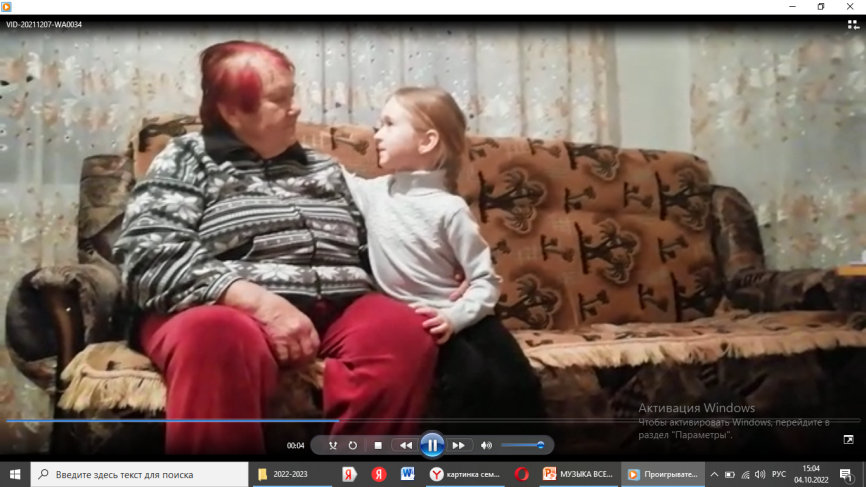 VID-20211207-WA0034
Активация Windows
Чтобы активировать Windows, перейдите в
раздел "Параметры".
00:04
Введите здесь текст для поиска
2022-2023
картинка сем...
МУЗЫКА ВСЕ...
Проигрывате...
РУС
15:04
04.10.2022